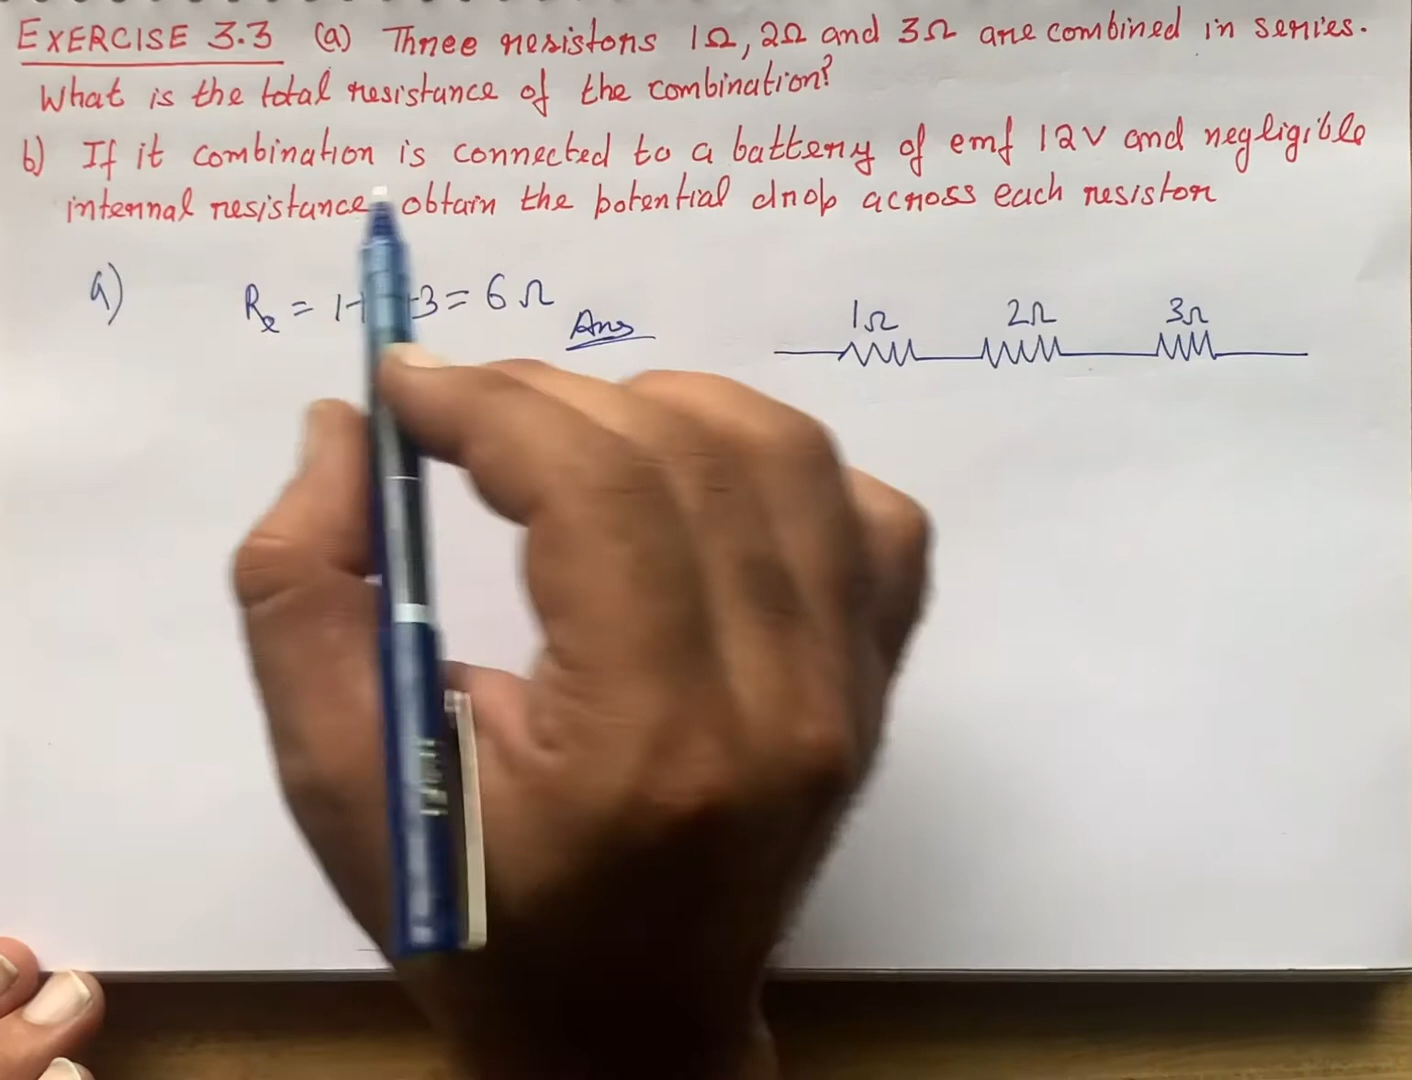 EXERCISE 3.3 (a) Three resistors 1Ω, 2Ω and 3Ω are combined in series.
What is the total resistance of the combination?
b) If it combination is connected to a battery of emf 12V and negligible
internal resistance, obtain the potential drop across each resistor
a) = 1+ +3 = 6Ω Ans
1Ω 2Ω 3Ω